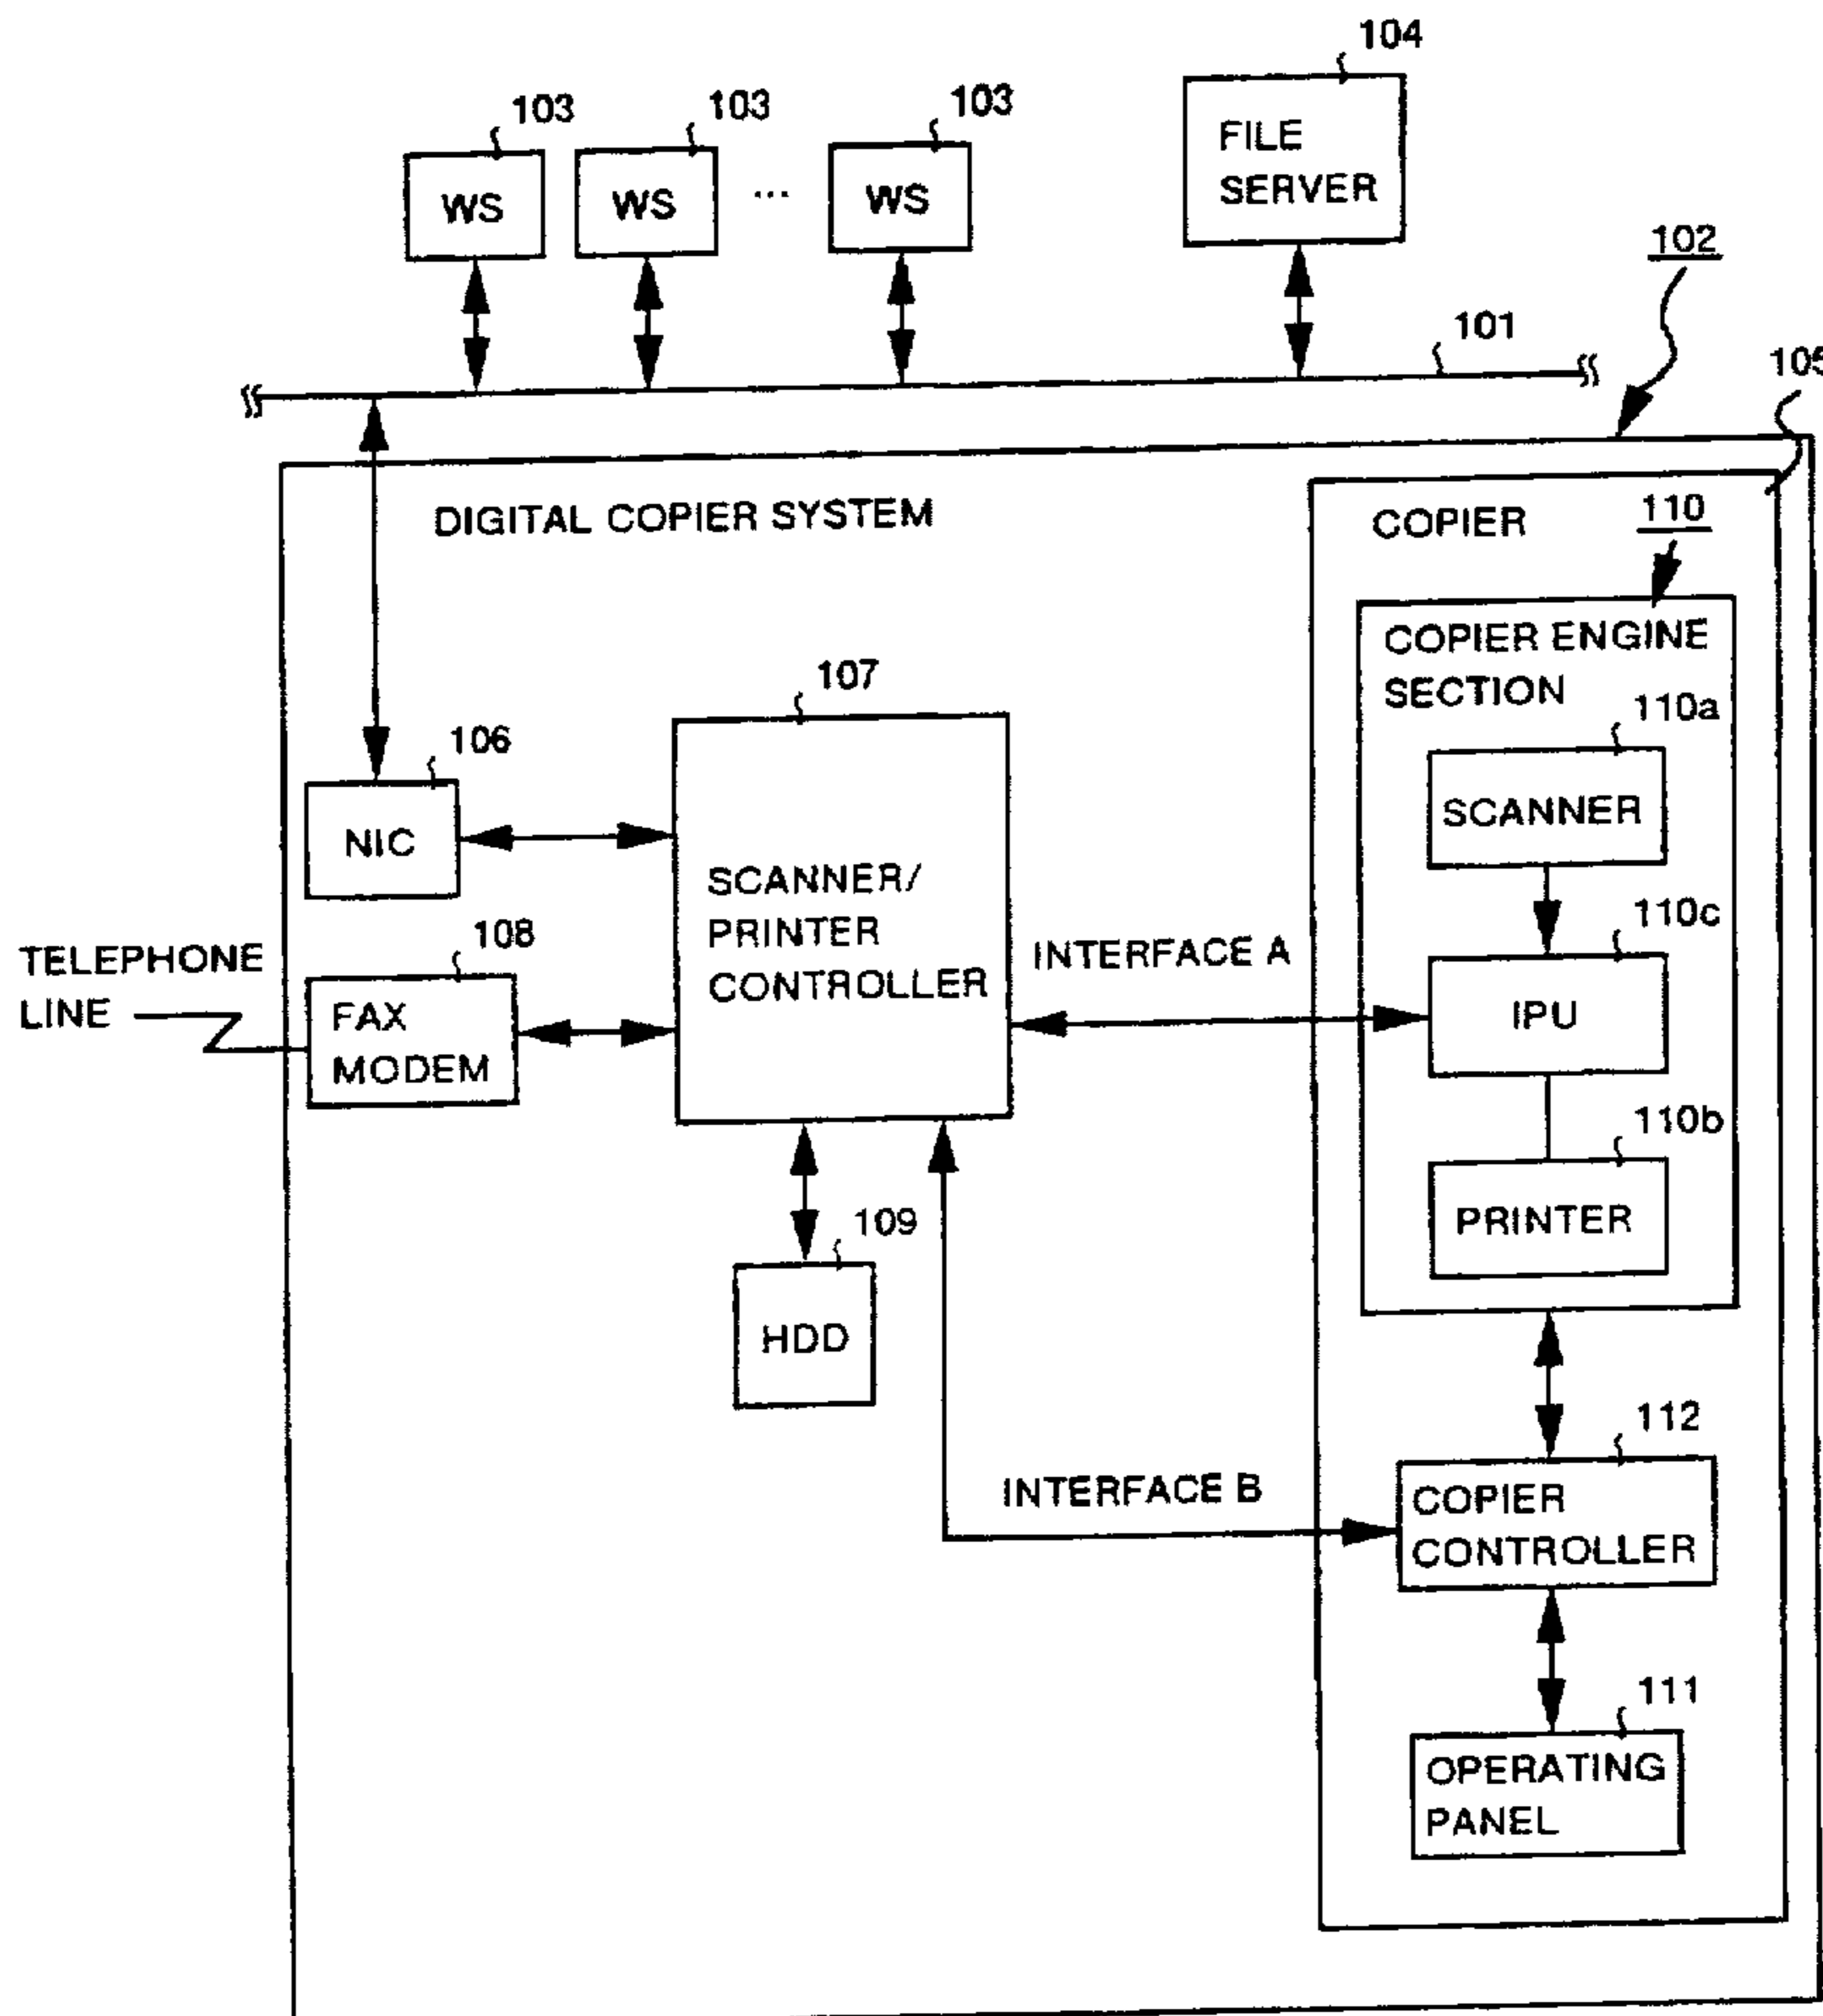 104
103
103
103
FILE
SERVER
WS
WS
...
WS
102
101
105
DIGITAL COPIER SYSTEM
COPIER
110
COPIER ENGINE
SECTION
107
110a
106
SCANNER
NIC
SCANNER/
PRINTER
CONTROLLER
110c
108
INTERFACE A
TELEPHONE
LINE
FAX
MODEM
IPU
110b
109
PRINTER
HDD
112
INTERFACE B
COPIER
CONTROLLER
111
OPERATING
PANEL